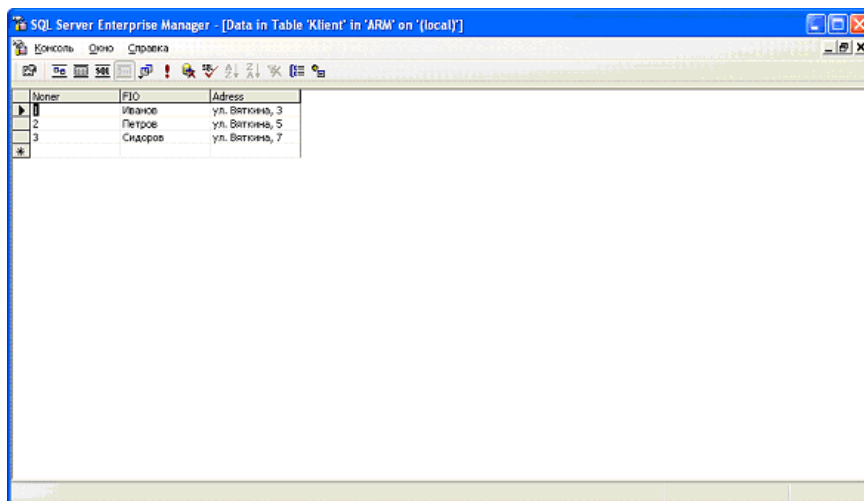 SQL Server Enterprise Manager - [Data in Table 'Klient' in 'ARM' on '(local)']
Консоль Окно Справка
Noner FIO Adress
1 Иванов ул. Вяткина, 3
2 Петров ул. Вяткина, 5
3 Сидоров ул. Вяткина, 7